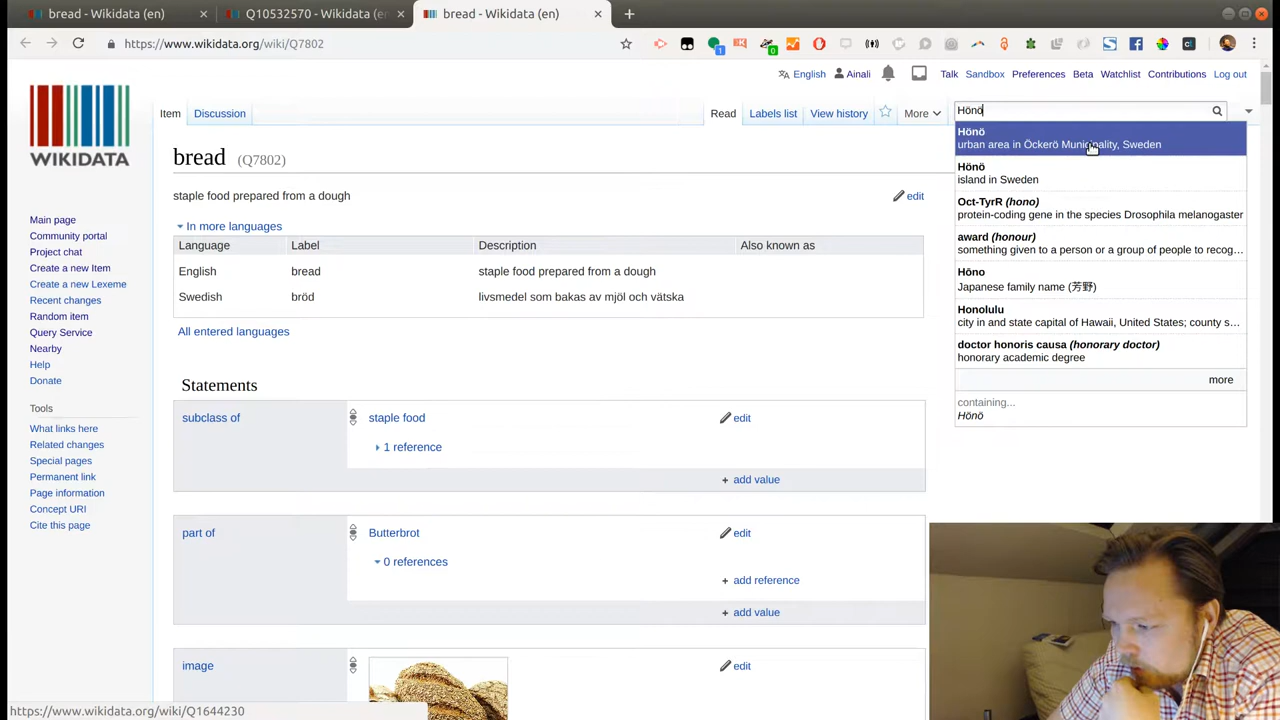 bread - Wikidata (en)
Q10532570 - Wikidata (en
bread - Wikidata (en)
https://www.wikidata.org/wiki/Q7802
English
Ainali
Talk
Sandbox
Preferences
Beta
Watchlist
Contributions
Log out
WIKIDATA
Item
Discussion
Read
Labels list
View history
More
Hönö
Hönö
urban area in Öckerö Municipality, Sweden
Hönö
island in Sweden
Oct-TyrR (hono)
protein-coding gene in the species Drosophila melanogaster
award (honour)
something given to a person or a group of people to recog...
Hōno
Japanese family name (芳野)
Honolulu
city in and state capital of Hawaii, United States; county s...
doctor honoris causa (honorary doctor)
honorary academic degree
more
containing...
Hönö
Main page
Community portal
Project chat
Create a new Item
Create a new Lexeme
Recent changes
Random item
Query Service
Nearby
Help
Donate
Tools
What links here
Related changes
Special pages
Permanent link
Page information
Concept URI
Cite this page
bread (Q7802)
staple food prepared from a dough
edit
In more languages
Language Label Description Also known as
English bread staple food prepared from a dough
Swedish bröd livsmedel som bakas av mjöl och vätska
All entered languages
Statements
subclass of
staple food
edit
1 reference
+ add value
part of
Butterbrot
edit
0 references
+ add reference
+ add value
image
edit
https://www.wikidata.org/wiki/Q1644230